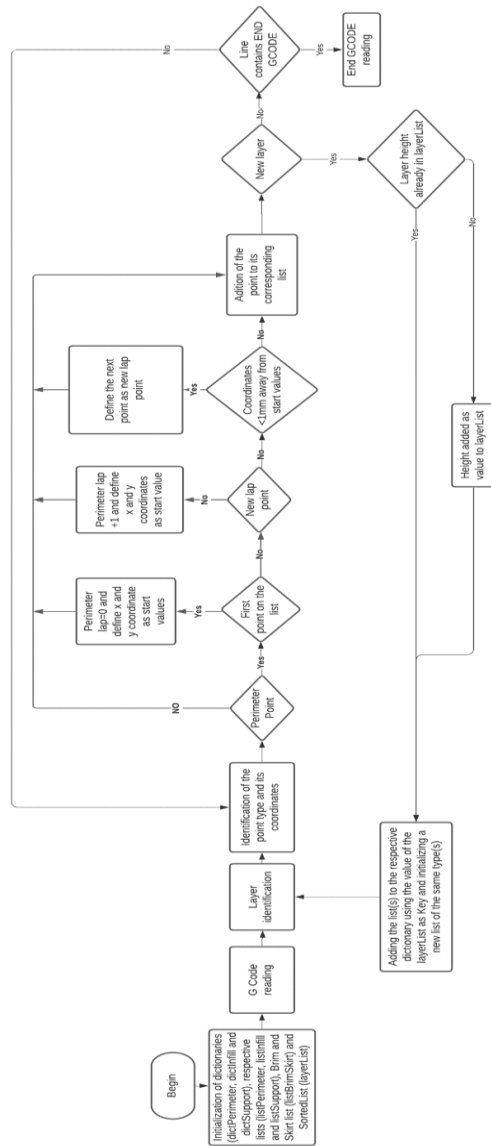 Begin
Initialization of dictionaries
(dictPerimeter, dictInfill and
dictSupport), respective
lists (listPerimeter, listInfill
and listSupport), Brim and
Skirt list (listBrimSkirt) and
SortedList (layerList)
G Code
reading
Layer
identification
Identification of the
point type and its
coordinates
Perimeter
Point
NO
Yes
First
point on the
list
Yes
Perimeter
lap=0 and
define x and
y coordinate
as start
values
No
New lap
point
No
Perimeter lap
+1 and define
x and y
coordinates
as start value
No
Coordinates
<1mm away from
start values
Yes
Define the next
point as new lap
point
No
Adition of the
point to its
corresponding
list
New layer
No
Yes
Line
contains END
GCODE
No
Yes
End GCODE
reading
Layer height
already in layerList
Yes
No
Height added as
value to layerList
Adding the list(s) to the respective
dictionary using the value of the
layerList as Key and initializing a
new list of the same type(s)